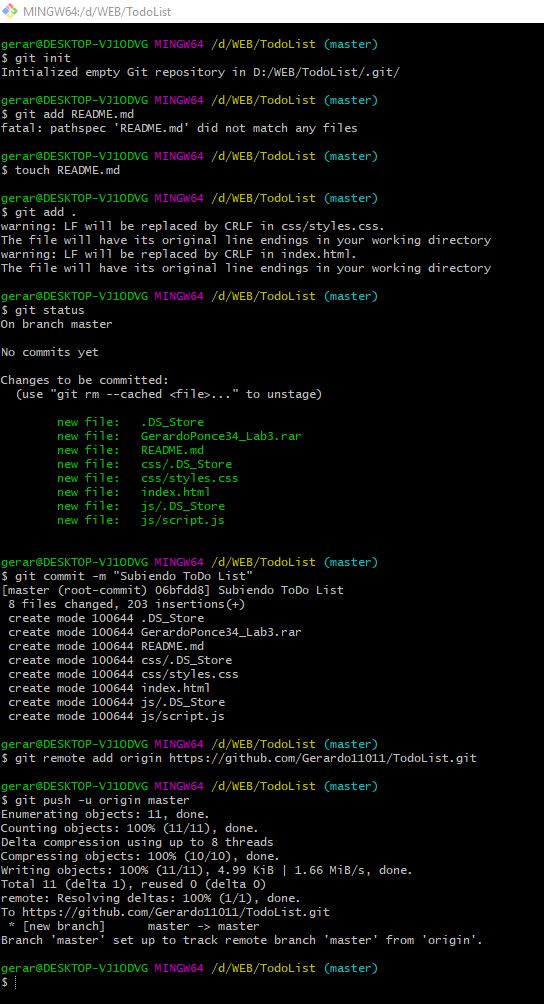 MINGW64:/d/WEB/TodoList
gerar@DESKTOP-VJ1ODVG MINGW64 /d/WEB/TodoList (master)
$ git init
Initialized empty Git repository in D:/WEB/TodoList/.git/
gerar@DESKTOP-VJ1ODVG MINGW64 /d/WEB/TodoList (master)
$ git add README.md
fatal: pathspec 'README.md' did not match any files
gerar@DESKTOP-VJ1ODVG MINGW64 /d/WEB/TodoList (master)
$ touch README.md
gerar@DESKTOP-VJ1ODVG MINGW64 /d/WEB/TodoList (master)
$ git add .
warning: LF will be replaced by CRLF in css/styles.css.
The file will have its original line endings in your working directory
warning: LF will be replaced by CRLF in index.html.
The file will have its original line endings in your working directory
gerar@DESKTOP-VJ1ODVG MINGW64 /d/WEB/TodoList (master)
$ git status
On branch master
No commits yet
Changes to be committed:
(use "git rm --cached <file>..." to unstage)
new file: .DS_Store
new file: GerardoPonce34_Lab3.rar
new file: README.md
new file: css/.DS_Store
new file: css/styles.css
new file: index.html
new file: js/.DS_Store
new file: js/script.js
gerar@DESKTOP-VJ1ODVG MINGW64 /d/WEB/TodoList (master)
$ git commit -m "Subiendo ToDo List"
[master (root-commit) 06bfdd8] Subiendo ToDo List
8 files changed, 203 insertions(+)
create mode 100644 .DS_Store
create mode 100644 GerardoPonce34_Lab3.rar
create mode 100644 README.md
create mode 100644 css/.DS_Store
create mode 100644 css/styles.css
create mode 100644 index.html
create mode 100644 js/.DS_Store
create mode 100644 js/script.js
gerar@DESKTOP-VJ1ODVG MINGW64 /d/WEB/TodoList (master)
$ git remote add origin https://github.com/Gerardo11011/TodoList.git
gerar@DESKTOP-VJ1ODVG MINGW64 /d/WEB/TodoList (master)
$ git push -u origin master
Enumerating objects: 11, done.
Counting objects: 100% (11/11), done.
Delta compression using up to 8 threads
Compressing objects: 100% (10/10), done.
Writing objects: 100% (11/11), 4.99 KiB | 1.66 MiB/s, done.
Total 11 (delta 1), reused 0 (delta 0)
remote: Resolving deltas: 100% (1/1), done.
To https://github.com/Gerardo11011/TodoList.git
* [new branch] master -> master
Branch 'master' set up to track remote branch 'master' from 'origin'.
gerar@DESKTOP-VJ1ODVG MINGW64 /d/WEB/TodoList (master)
$